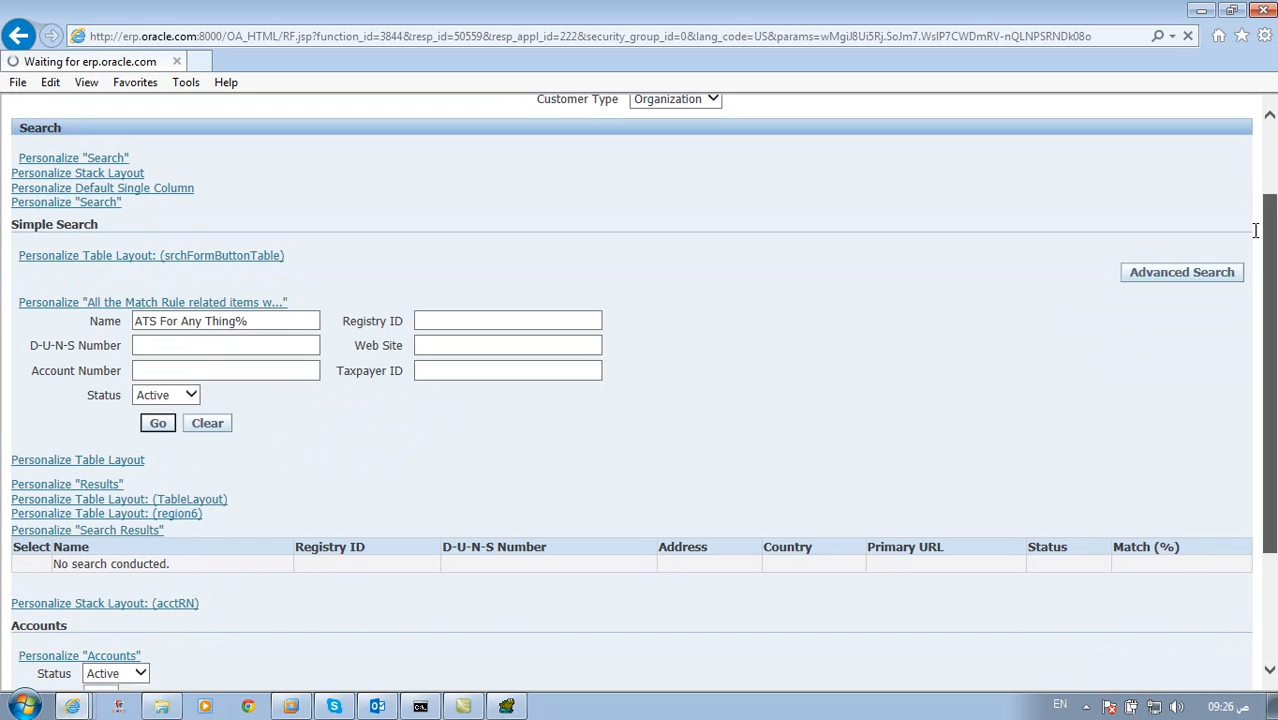 http://erp.oracle.com:8000/OA_HTML/RF.jsp?function_id=3844&resp_id=50559&resp_appl_id=222&security_group_id=0&lang_code=US&params=wMgiJ8Ui5Rj.SoJm7.WsIP7CWDmRV-nQLNPSRNDk08o
Waiting for erp.oracle.com
File Edit View Favorites Tools Help
Customer Type Organization
Search
Personalize "Search"
Personalize Stack Layout
Personalize Default Single Column
Personalize "Search"
Simple Search
Personalize Table Layout: (srchFormButtonTable)
Advanced Search
Personalize "All the Match Rule related items w..."
Name ATS For Any Thing% Registry ID
D-U-N-S Number Web Site
Account Number Taxpayer ID
Status Active
Go Clear
Personalize Table Layout
Personalize "Results"
Personalize Table Layout: (TableLayout)
Personalize Table Layout: (region6)
Personalize "Search Results"
Select Name Registry ID D-U-N-S Number Address Country Primary URL Status Match (%)
No search conducted.
Personalize Stack Layout: (acctRN)
Accounts
Personalize "Accounts"
Status Active
EN 09:26 ص